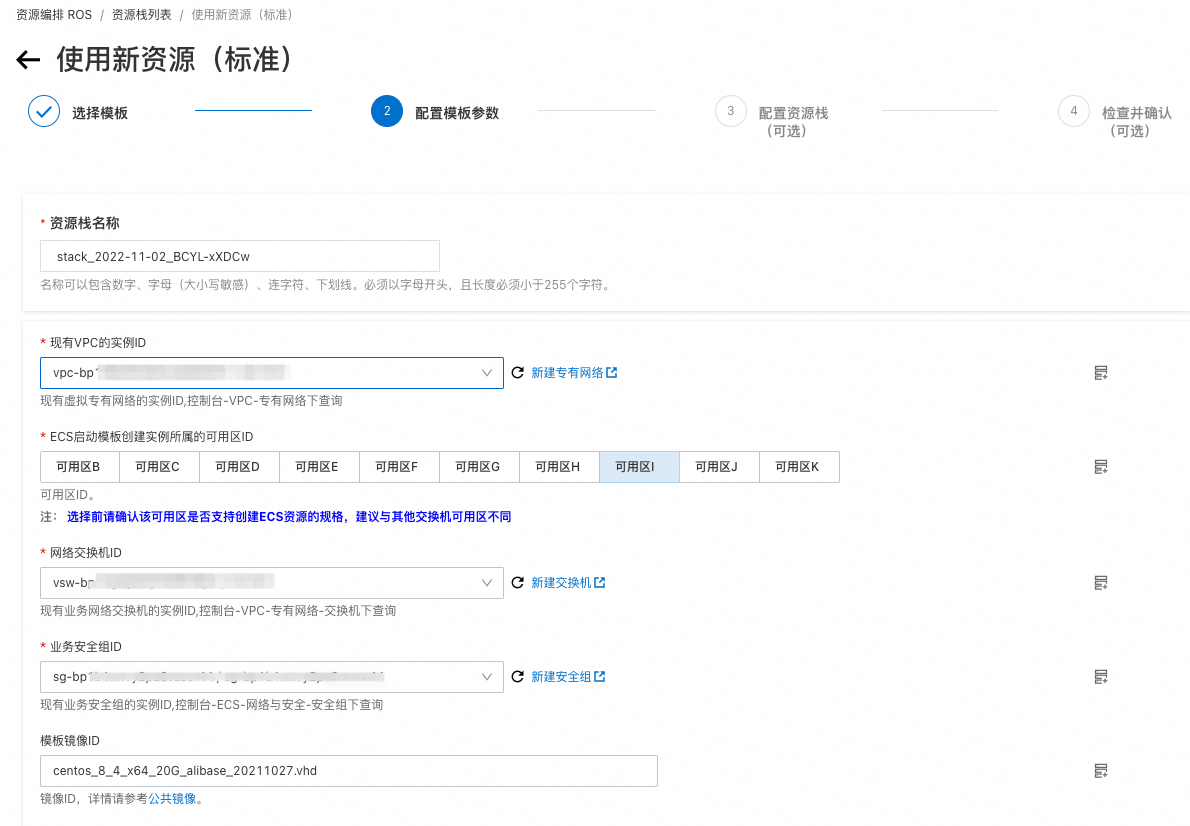 资源编排 ROS / 资源栈列表 / 使用新资源（标准）
使用新资源（标准）
选择模板
2 配置模板参数
3 配置资源栈
（可选）
4 检查并确认
（可选）
* 资源栈名称
stack_2022-11-02_BCYL-xXDCw
名称可以包含数字、字母（大小写敏感）、连字符、下划线。必须以字母开头，且长度必须小于255个字符。
* 现有VPC的实例ID
vpc-bp1 新建专有网络
现有虚拟专有网络的实例ID,控制台-VPC-专有网络下查询
* ECS启动模板创建实例所属的可用区ID
可用区B 可用区C 可用区D 可用区E 可用区F 可用区G 可用区H 可用区I 可用区J 可用区K
可用区ID。
注： 选择前请确认该可用区是否支持创建ECS资源的规格，建议与其他交换机可用区不同
* 网络交换机ID
vsw-bp 新建交换机
现有业务网络交换机的实例ID,控制台-VPC-专有网络-交换机下查询
* 业务安全组ID
sg-bp1 新建安全组
现有业务安全组的实例ID,控制台-ECS-网络与安全-安全组下查询
模板镜像ID
centos_8_4_x64_20G_alibase_20211027.vhd
镜像ID，详情请参考公共镜像。